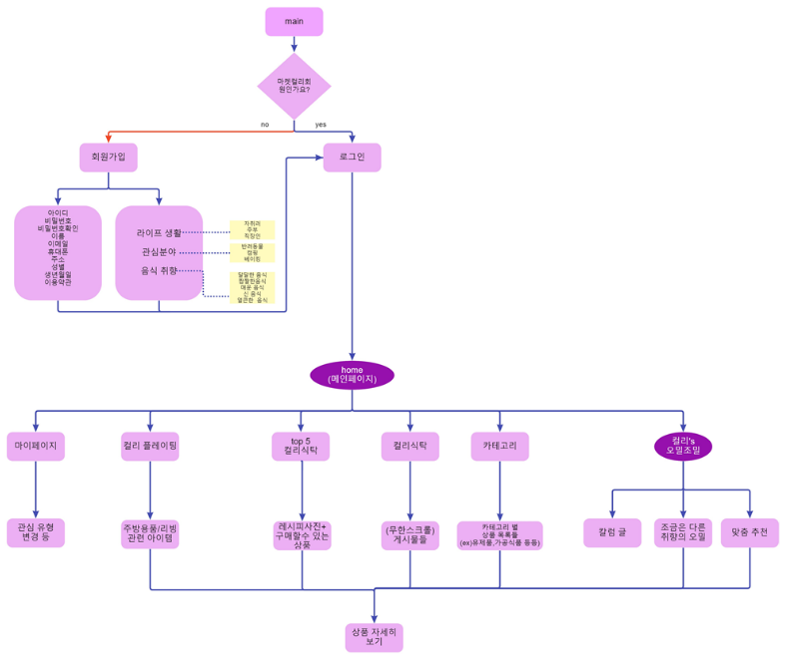 main
마켓컬리회
원인가요?
no
yes
회원가입
로그인
아이디
비밀번호
비밀번호확인
이름
이메일
휴대폰
주소
성별
생년월일
이용약관
라이프 생활
관심분야
음식 취향
자취러
주부
직장인
반려동물
캠핑
베이킹
달달한 음식
짭짤한음식
매운 음식
신 음식
얼큰한 음식
home
(메인페이지)
마이페이지
컬리 플레이팅
top 5
컬리식탁
컬리식탁
카테고리
컬리's
오밀조밀
관심 유형
변경 등
주방용품/리빙
관련 아이템
레시피사진+
구매할수 있는
상품
(무한스크롤)
게시물들
카테고리 별
상품 목록들
(ex)유제품,가공식품 등등)
칼럼 글
조금은 다른
취향의 오밀
맞춤 추천
상품 자세히
보기